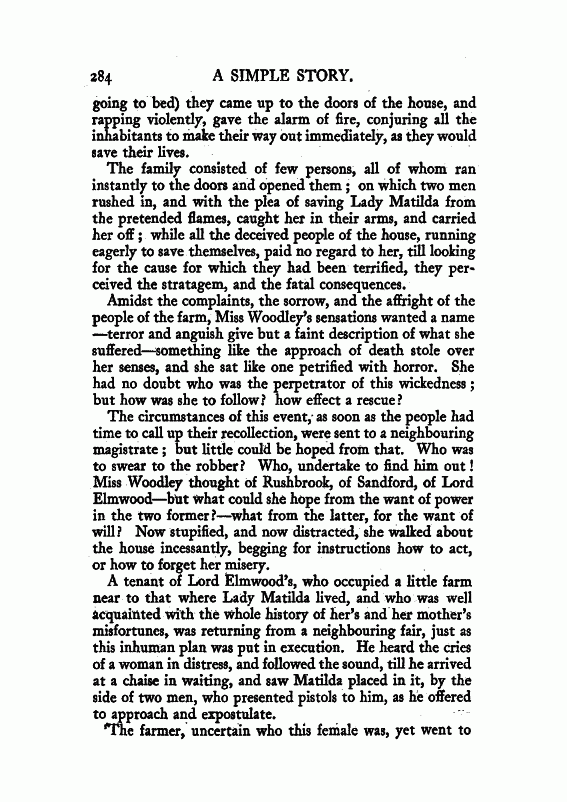 284 A SIMPLE STORY.
going to bed) they came up to the doors of the house, and
rapping violently, gave the alarm of fire, conjuring all the
inhabitants to make their way out immediately, as they would
save their lives.
The family consisted of few persons, all of whom ran
instantly to the doors and opened them ; on which two men
rushed in, and with the plea of saving Lady Matilda from
the pretended flames, caught her in their arms, and carried
her off ; while all the deceived people of the house, running
eagerly to save themselves, paid no regard to her, till looking
for the cause for which they had been terrified, they per-
ceived the stratagem, and the fatal consequences.
Amidst the complaints, the sorrow, and the affright of the
people of the farm, Miss Woodley's sensations wanted a name
—terror and anguish give but a faint description of what she
suffered—something like the approach of death stole over
her senses, and she sat like one petrified with horror. She
had no doubt who was the perpetrator of this wickedness ;
but how was she to follow? how effect a rescue?
The circumstances of this event, as soon as the people had
time to call up their recollection, were sent to a neighbouring
magistrate ; but little could be hoped from that. Who was
to swear to the robber? Who, undertake to find him out !
Miss Woodley thought of Rushbrook, of Sandford, of Lord
Elmwood—but what could she hope from the want of power
in the two former?—what from the latter, for the want of
will? Now stupified, and now distracted, she walked about
the house incessantly, begging for instructions how to act,
or how to forget her misery.
A tenant of Lord Elmwood's, who occupied a little farm
near to that where Lady Matilda lived, and who was well
acquainted with the whole history of her's and her mother's
misfortunes, was returning from a neighbouring fair, just as
this inhuman plan was put in execution. He heard the cries
of a woman in distress, and followed the sound, till he arrived
at a chaise in waiting, and saw Matilda placed in it, by the
side of two men, who presented pistols to him, as he offered
to approach and expostulate.
The farmer, uncertain who this female was, yet went to